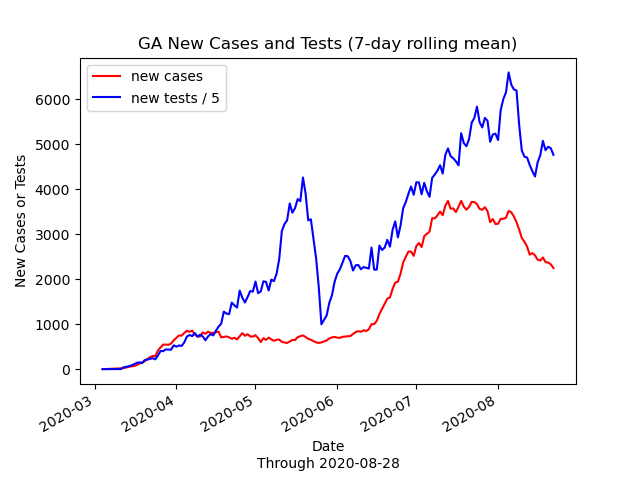 GA New Cases and Tests (7-day rolling mean)
new cases
new tests / 5
New Cases or Tests
6000
5000
4000
3000
2000
1000
0
2020-03
2020-04
2020-05
2020-06
2020-07
2020-08
Date
Through 2020-08-28